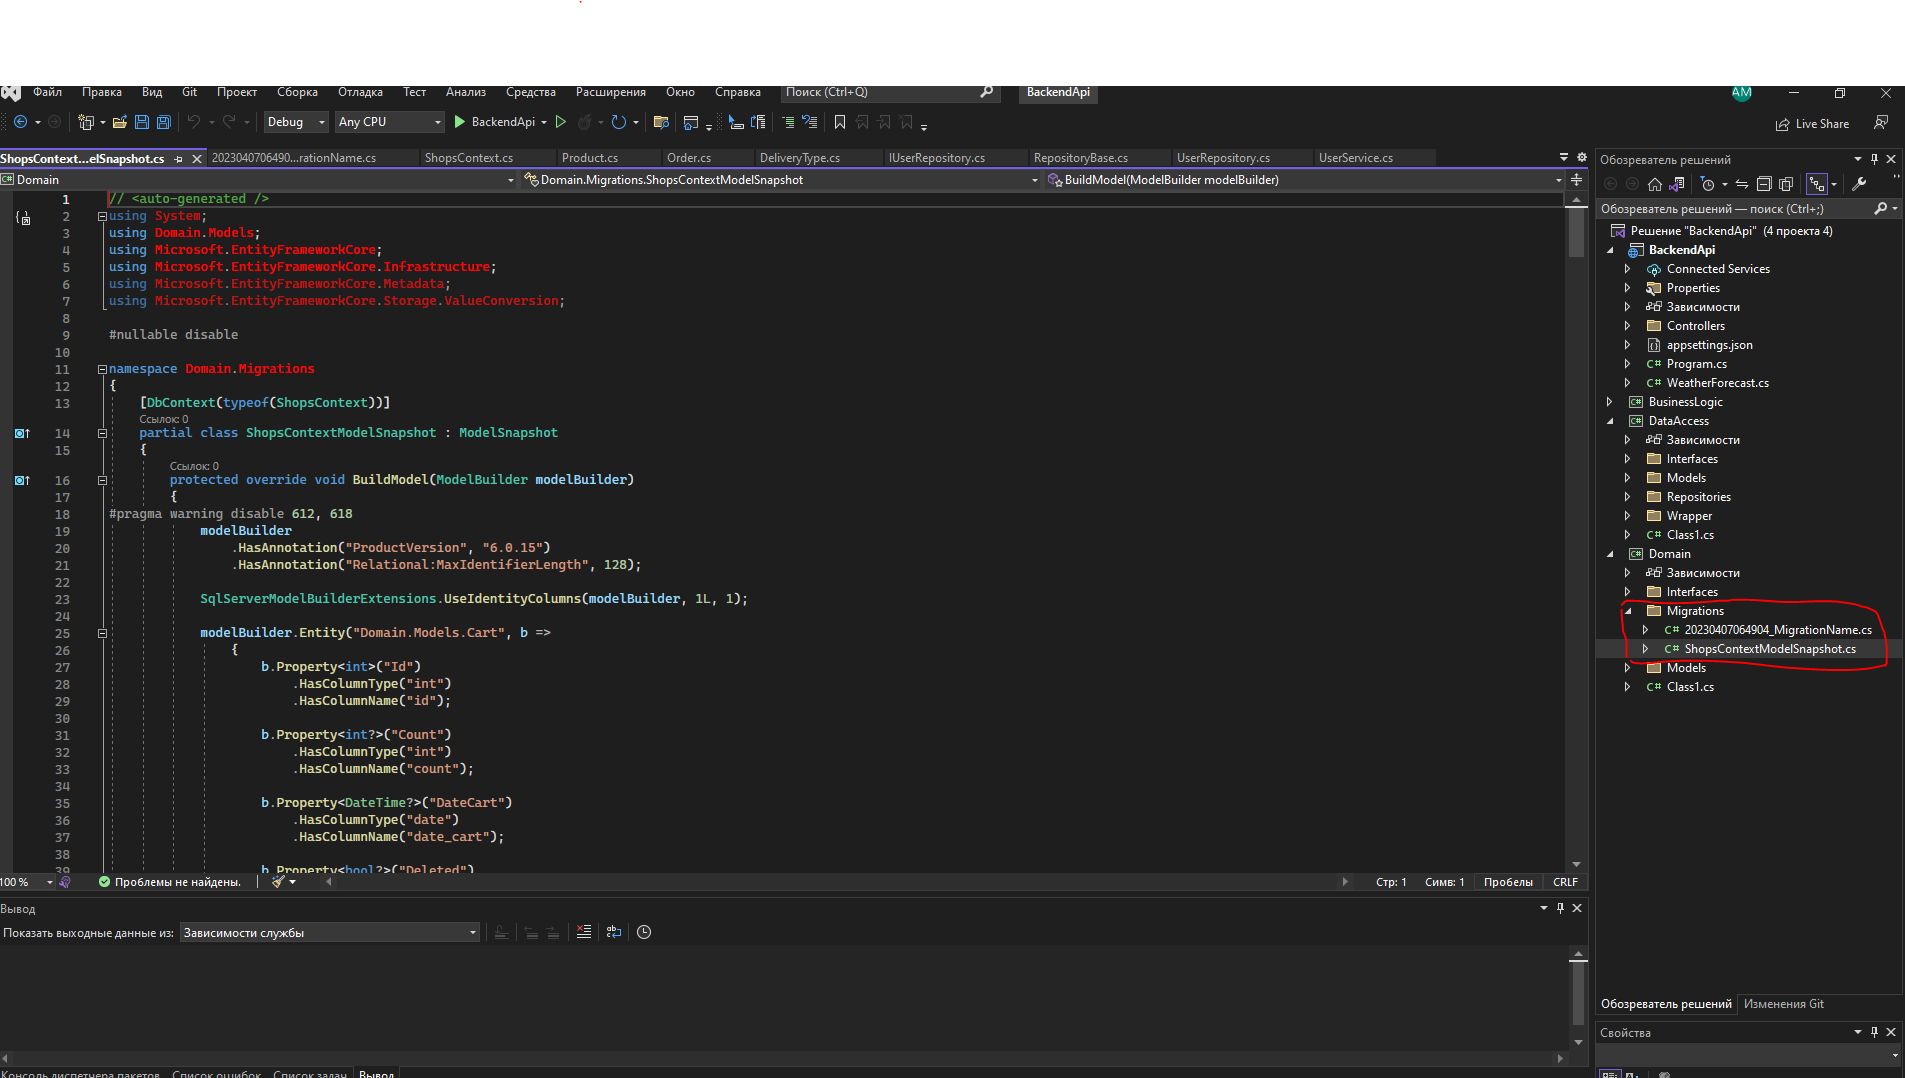 Файл Правка Вид Git Проект Сборка Отладка Тест Анализ Средства Расширения Окно Справка Поиск (Ctrl+Q) BackendApi AM
Debug Any CPU BackendApi Live Share
ShopsContext...elSnapshot.cs 2023040706490...rationName.cs ShopsContext.cs Product.cs Order.cs DeliveryType.cs IUserRepository.cs RepositoryBase.cs UserRepository.cs UserService.cs
Domain Domain.Migrations.ShopsContextModelSnapshot BuildModel(ModelBuilder modelBuilder)
1 // <auto-generated />
2 using System;
3 using Domain.Models;
4 using Microsoft.EntityFrameworkCore;
5 using Microsoft.EntityFrameworkCore.Infrastructure;
6 using Microsoft.EntityFrameworkCore.Metadata;
7 using Microsoft.EntityFrameworkCore.Storage.ValueConversion;
8
9 #nullable disable
10
11 namespace Domain.Migrations
12 {
13 [DbContext(typeof(ShopsContext))]
Ссылок: 0
14 partial class ShopsContextModelSnapshot : ModelSnapshot
15 {
Ссылок: 0
16 protected override void BuildModel(ModelBuilder modelBuilder)
17 {
18 #pragma warning disable 612, 618
19 modelBuilder
20 .HasAnnotation("ProductVersion", "6.0.15")
21 .HasAnnotation("Relational:MaxIdentifierLength", 128);
22
23 SqlServerModelBuilderExtensions.UseIdentityColumns(modelBuilder, 1L, 1);
24
25 modelBuilder.Entity("Domain.Models.Cart", b =>
26 {
27 b.Property<int>("Id")
28 .HasColumnType("int")
29 .HasColumnName("id");
30
31 b.Property<int?>("Count")
32 .HasColumnType("int")
33 .HasColumnName("count");
34
35 b.Property<DateTime?>("DateCart")
36 .HasColumnType("date")
37 .HasColumnName("date_cart");
38
39 b.Property<bool?>("Deleted")
100 % Проблемы не найдены. Стр: 1 Симв: 1 Пробелы CRLF
Вывод
Показать выходные данные из: Зависимости службы
Консоль диспетчера пакетов Список ошибок Список задач Вывод
Обозреватель решений
Обозреватель решений — поиск (Ctrl+;)
Решение "BackendApi" (4 проекта 4)
BackendApi
Connected Services
Properties
Зависимости
Controllers
appsettings.json
C# Program.cs
C# WeatherForecast.cs
C# BusinessLogic
C# DataAccess
Зависимости
Interfaces
Models
Repositories
Wrapper
C# Class1.cs
C# Domain
Зависимости
Interfaces
Migrations
C# 20230407064904_MigrationName.cs
C# ShopsContextModelSnapshot.cs
Models
C# Class1.cs
Обозреватель решений Изменения Git
Свойства